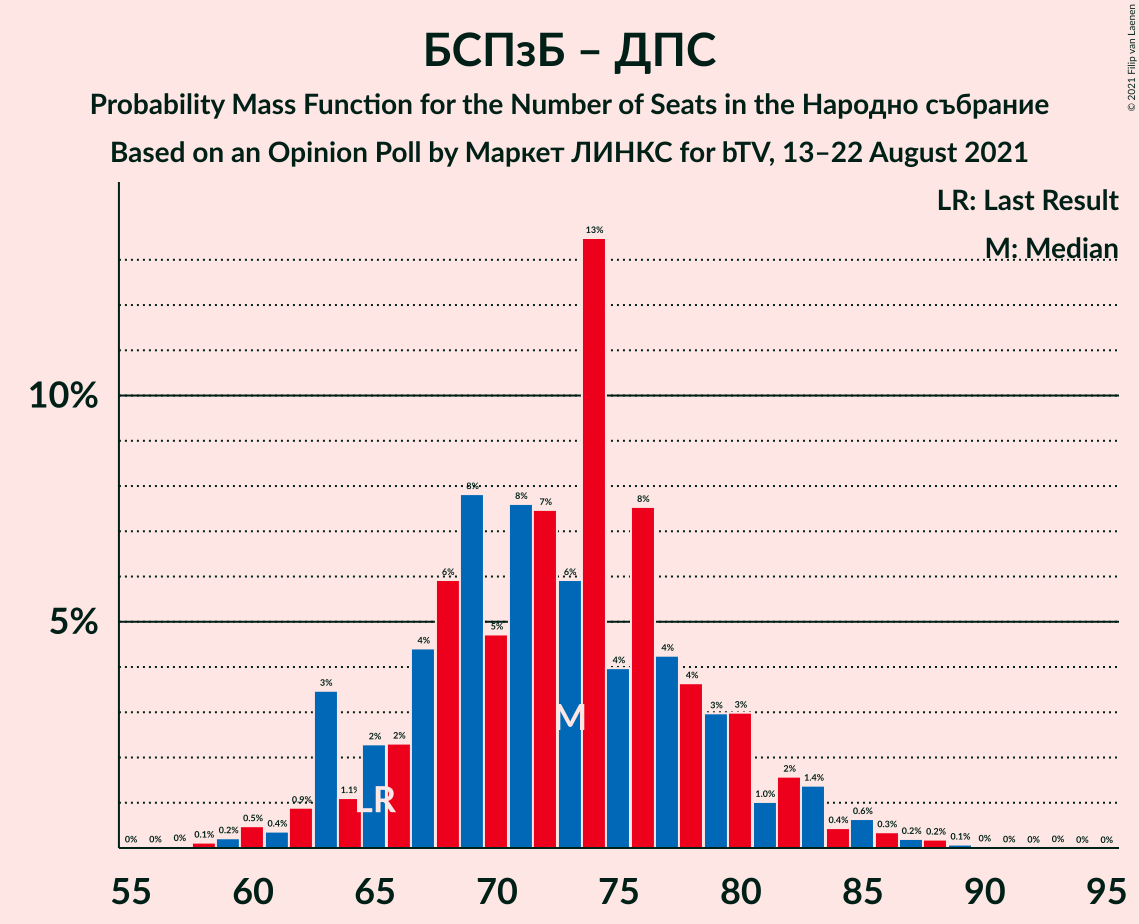 БСПзБ – ДПС
Probability Mass Function for the Number of Seats in the Народно събрание
Based on an Opinion Poll by Маркет ЛИНКС for bTV, 13–22 August 2021
© 2021 Filip van Laenen
LR: Last Result
M: Median
10%
5%
0% 0% 0% 0.1% 0.2% 0.5% 0.4% 0.9% 3% 1.1% 2% 2% 4% 6% 8% 5% 8% 7% 6% 13% 4% 8% 4% 4% 3% 3% 1.0% 2% 1.4% 0.4% 0.6% 0.3% 0.2% 0.2% 0.1% 0% 0% 0% 0% 0% 0%
LR
M
55 60 65 70 75 80 85 90 95